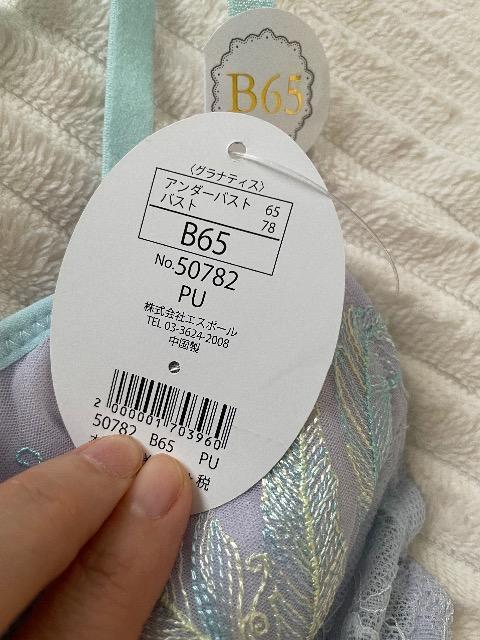 B65
〈グラナティス〉
アンダーバスト 65
バスト 78
B65
No.50782
PU
株式会社エスポール
TEL 03-3624-2008
中国製
2 000001 703960
50782 B65 PU
税